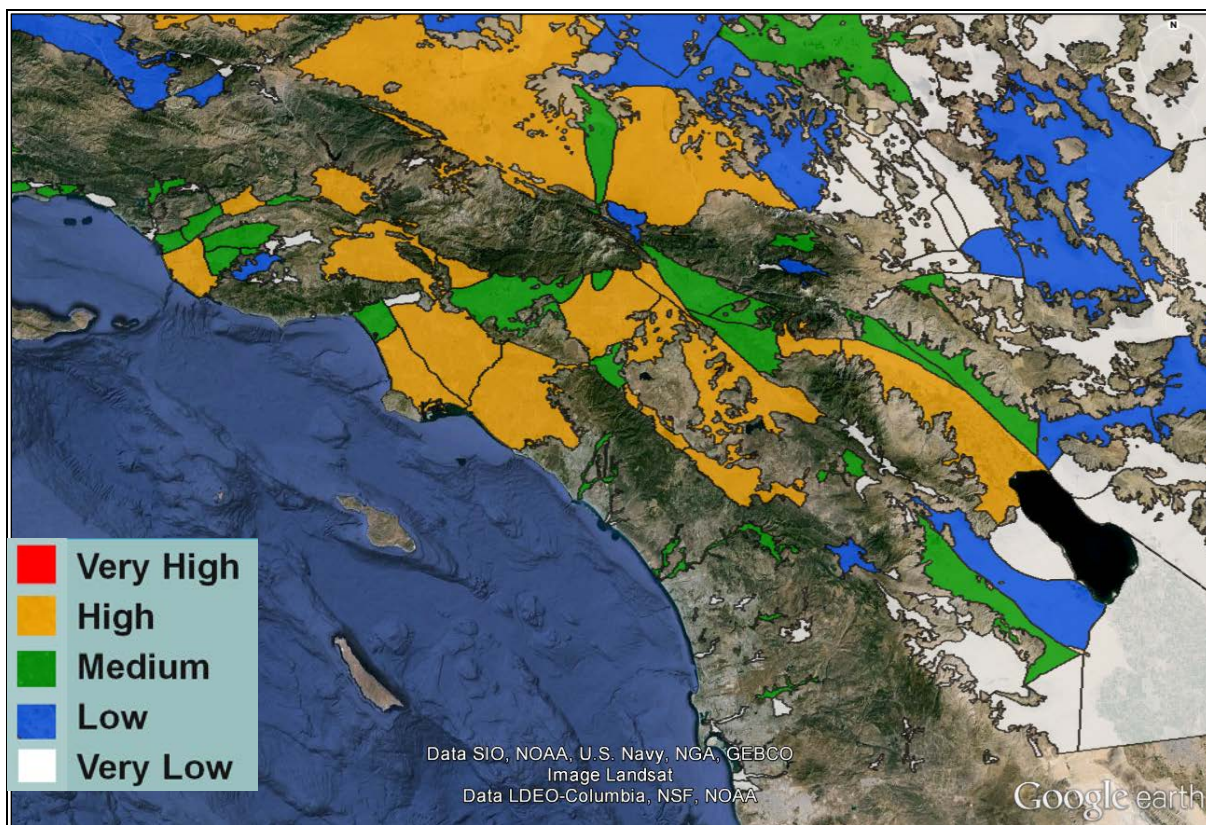 N
Very High
High
Medium
Low
Very Low
Data SIO, NOAA, U.S. Navy, NGA, GEBCO
Image Landsat
Data LDEO-Columbia, NSF, NOAA
Google earth